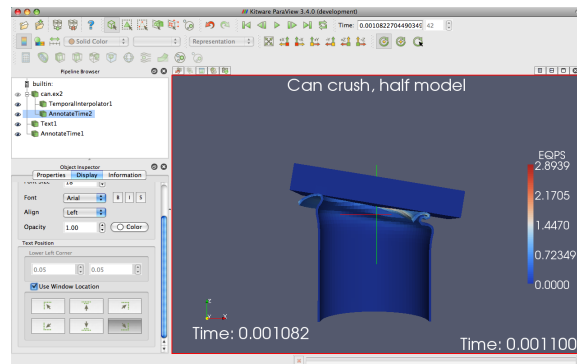 Kitware ParaView 3.4.0 (development)
Time: 0.0010822704490349 42
Solid Color
Representation
Pipeline Browser
builtin:
can.ex2
TemporalInterpolator1
AnnotateTime2
Text1
AnnotateTime1
Object Inspector
Properties Display Information
Font Size 18
Font Arial B I S
Align Left
Opacity 1.00 Color
Text Position
Lower Left Corner
0.05 0.05
Use Window Location
Can crush, half model
EQPS
2.8939
2.1705
1.4470
0.72349
0.0000
Time: 0.001082
Time: 0.001100